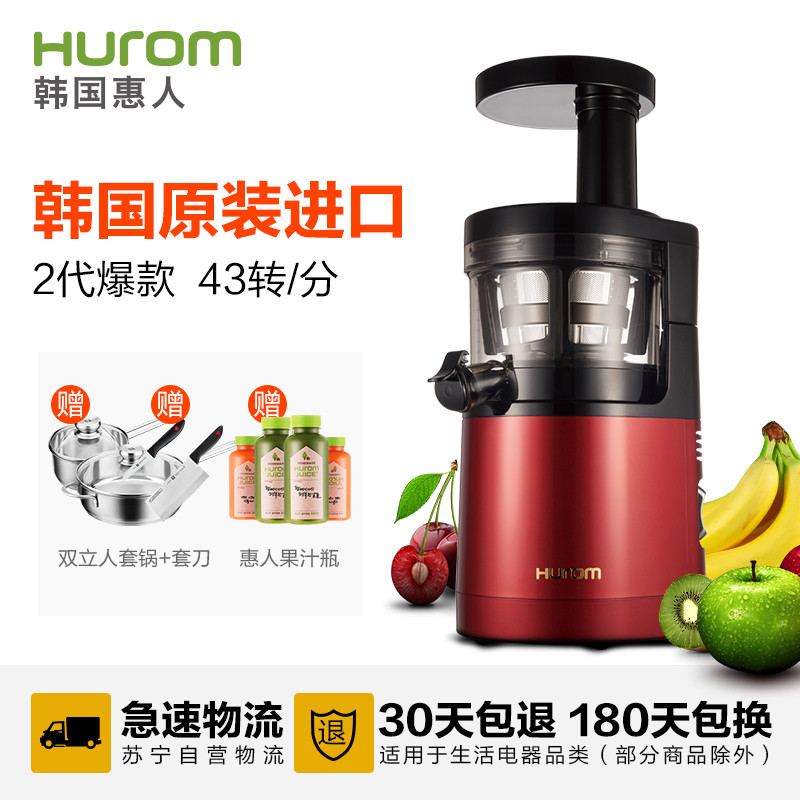 Hurom
韩国惠人
韩国原装进口
2代爆款 43转/分
赠 赠 赠
HUROM JUICE
双立人套锅+套刀 惠人果汁瓶
Hurom
急速物流
苏宁自营物流
退
30天包退 180天包换
适用于生活电器品类（部分商品除外）